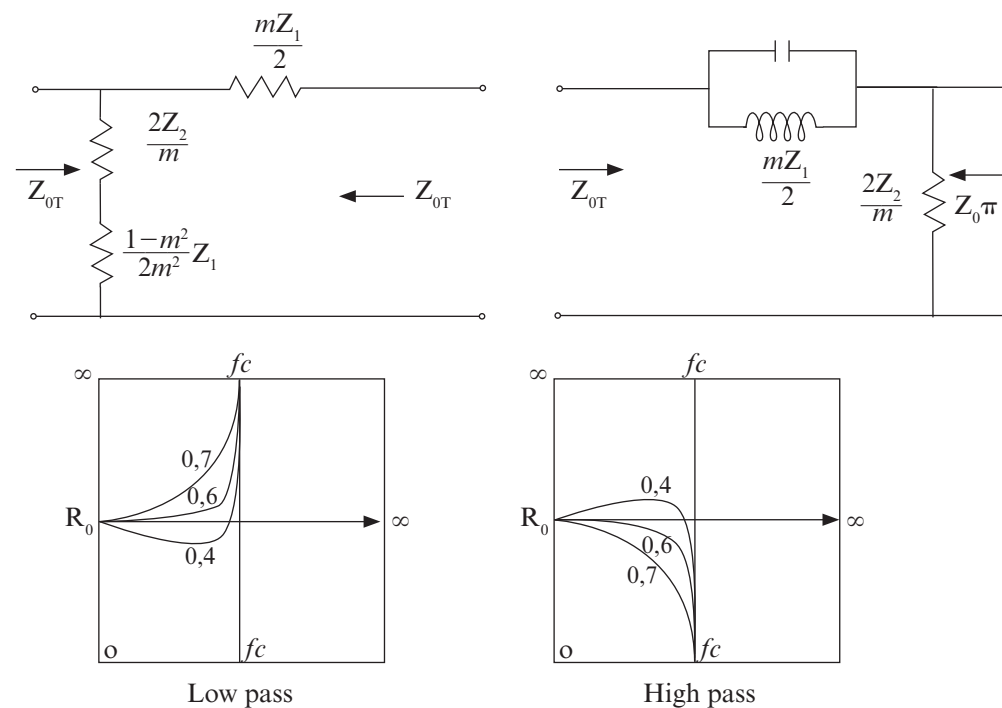 mZ₁/2
2Z₂/m
Z₀T
Z₀T
1−m²/2m² Z₁
mZ₁/2
Z₀T
2Z₂/m
Z₀π
∞
fc
0,7
0,6
R₀
∞
0,4
o
fc
Low pass
∞
fc
0,4
R₀
∞
0,6
0,7
o
fc
High pass